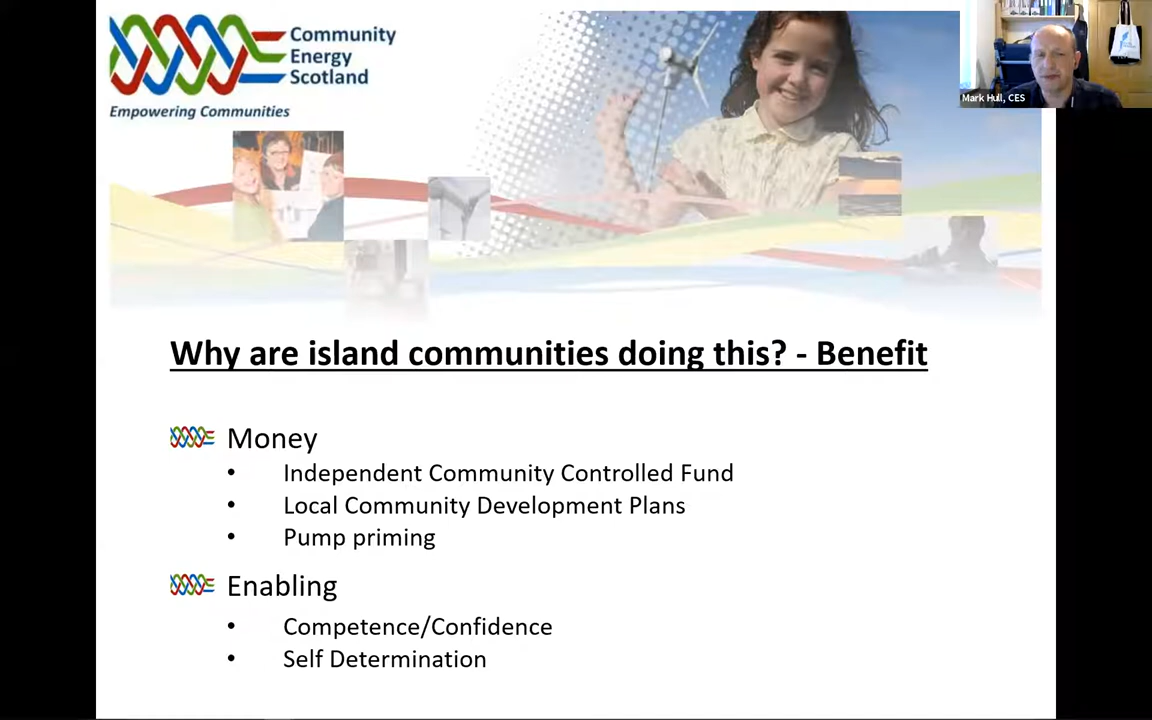 Community
Energy
Scotland
Empowering Communities
Mark Hull, CES
Why are island communities doing this? - Benefit
Money
• Independent Community Controlled Fund
• Local Community Development Plans
• Pump priming
Enabling
• Competence/Confidence
• Self Determination